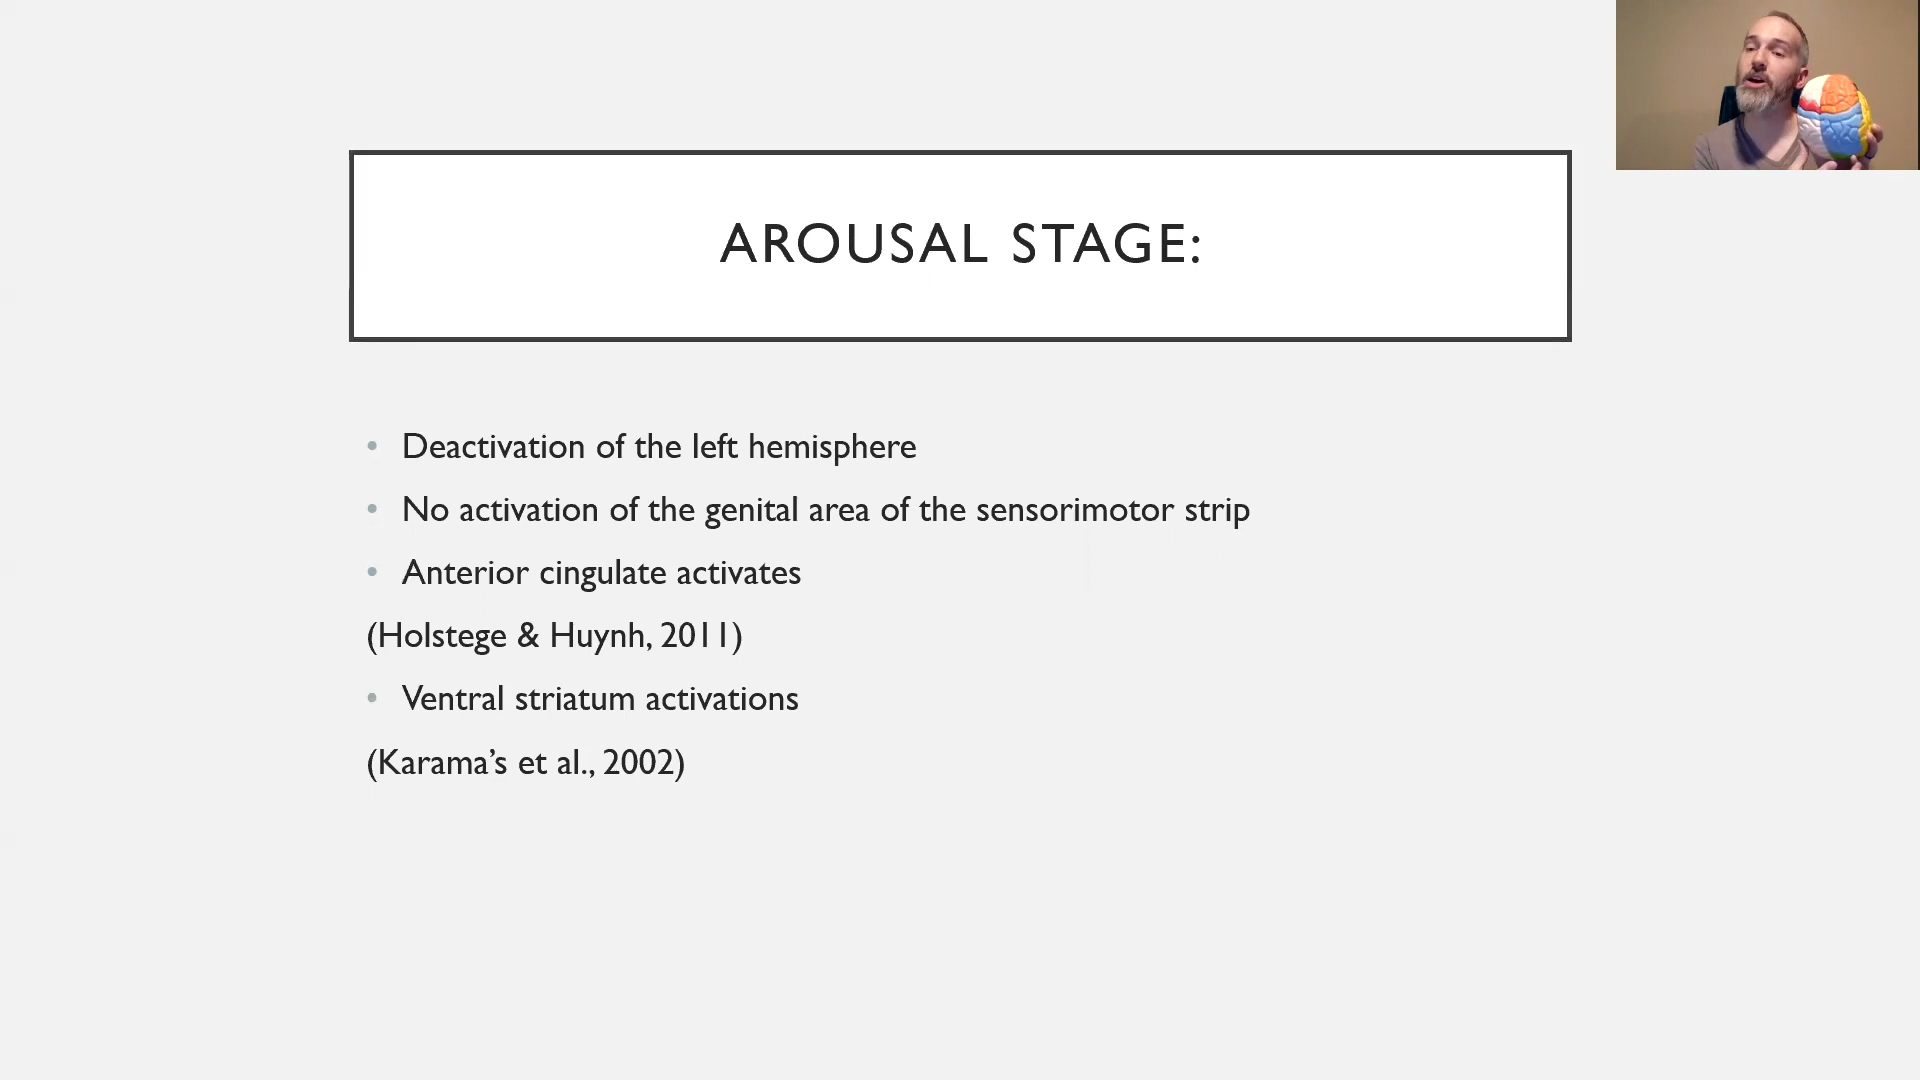 AROUSAL STAGE:
• Deactivation of the left hemisphere
• No activation of the genital area of the sensorimotor strip
• Anterior cingulate activates
(Holstege & Huynh, 2011)
• Ventral striatum activations
(Karama’s et al., 2002)